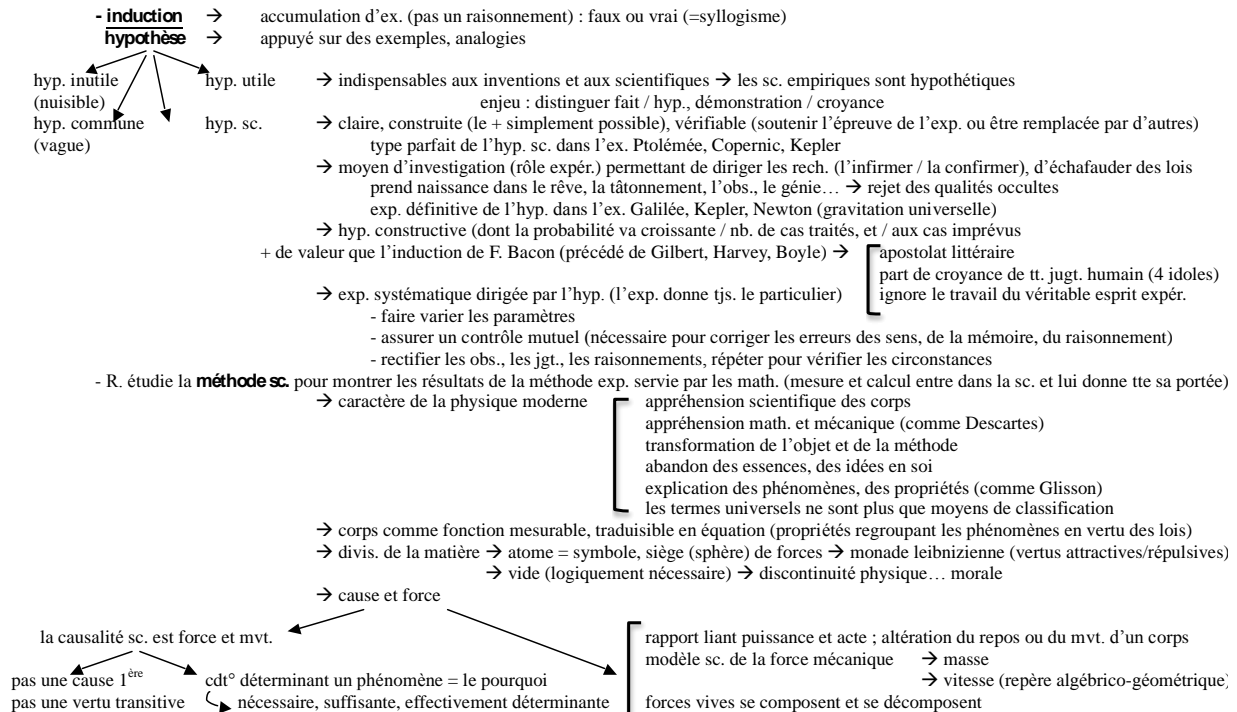 - induction → accumulation d'ex. (pas un raisonnement) : faux ou vrai (=syllogisme)
hypothèse → appuyé sur des exemples, analogies
hyp. inutile hyp. utile → indispensables aux inventions et aux scientifiques → les sc. empiriques sont hypothétiques
(nuisible) enjeu : distinguer fait / hyp., démonstration / croyance
hyp. commune hyp. sc. → claire, construite (le + simplement possible), vérifiable (soutenir l'épreuve de l'exp. ou être remplacée par d'autres)
(vague) type parfait de l'hyp. sc. dans l'ex. Ptolémée, Copernic, Kepler
→ moyen d'investigation (rôle expér.) permettant de diriger les rech. (l'infirmer / la confirmer), d'échafauder des lois
prend naissance dans le rêve, la tâtonnement, l'obs., le génie… → rejet des qualités occultes
exp. définitive de l'hyp. dans l'ex. Galilée, Kepler, Newton (gravitation universelle)
→ hyp. constructive (dont la probabilité va croissante / nb. de cas traités, et / aux cas imprévus
+ de valeur que l'induction de F. Bacon (précédé de Gilbert, Harvey, Boyle) → apostolat littéraire
part de croyance de tt. jugt. humain (4 idoles)
→ exp. systématique dirigée par l'hyp. (l'exp. donne tjs. le particulier) ignore le travail du véritable esprit expér.
- faire varier les paramètres
- assurer un contrôle mutuel (nécessaire pour corriger les erreurs des sens, de la mémoire, du raisonnement)
- rectifier les obs., les jgt., les raisonnements, répéter pour vérifier les circonstances
- R. étudie la méthode sc. pour montrer les résultats de la méthode exp. servie par les math. (mesure et calcul entre dans la sc. et lui donne tte sa portée)
→ caractère de la physique moderne appréhension scientifique des corps
appréhension math. et mécanique (comme Descartes)
transformation de l'objet et de la méthode
abandon des essences, des idées en soi
explication des phénomènes, des propriétés (comme Glisson)
les termes universels ne sont plus que moyens de classification
→ corps comme fonction mesurable, traduisible en équation (propriétés regroupant les phénomènes en vertu des lois)
→ divis. de la matière → atome = symbole, siège (sphère) de forces → monade leibnizienne (vertus attractives/répulsives)
→ vide (logiquement nécessaire) → discontinuité physique… morale
→ cause et force
la causalité sc. est force et mvt. rapport liant puissance et acte ; altération du repos ou du mvt. d'un corps
modèle sc. de la force mécanique → masse
pas une cause 1ère cdt° déterminant un phénomène = le pourquoi → vitesse (repère algébrico-géométrique)
pas une vertu transitive nécessaire, suffisante, effectivement déterminante forces vives se composent et se décomposent